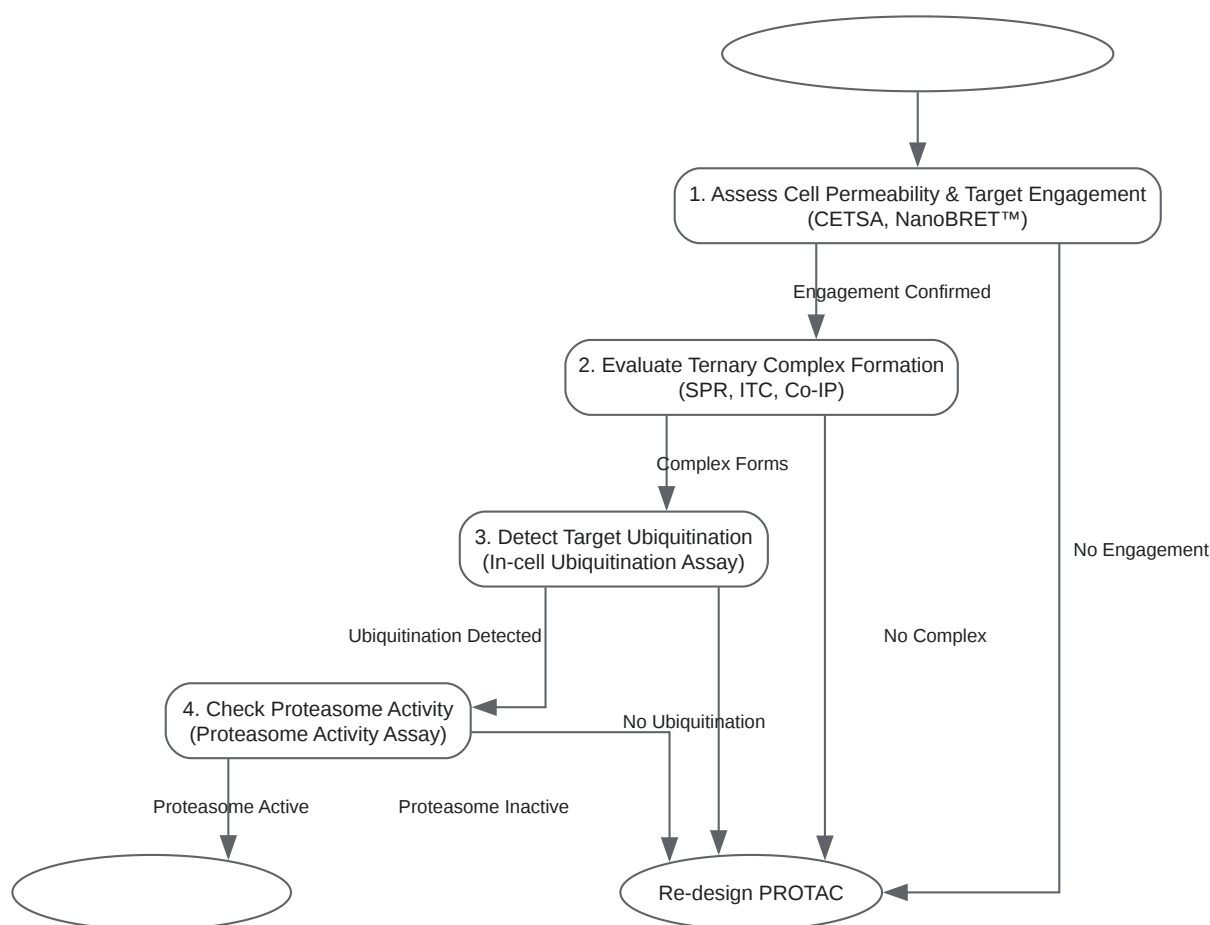 1. Assess Cell Permeability & Target Engagement
(CETSA, NanoBRET™)
Engagement Confirmed
2. Evaluate Ternary Complex Formation
(SPR, ITC, Co-IP)
Complex Forms
3. Detect Target Ubiquitination
(In-cell Ubiquitination Assay)
No Engagement
Ubiquitination Detected
No Complex
4. Check Proteasome Activity
(Proteasome Activity Assay)
No Ubiquitination
Proteasome Active
Proteasome Inactive
Re-design PROTAC